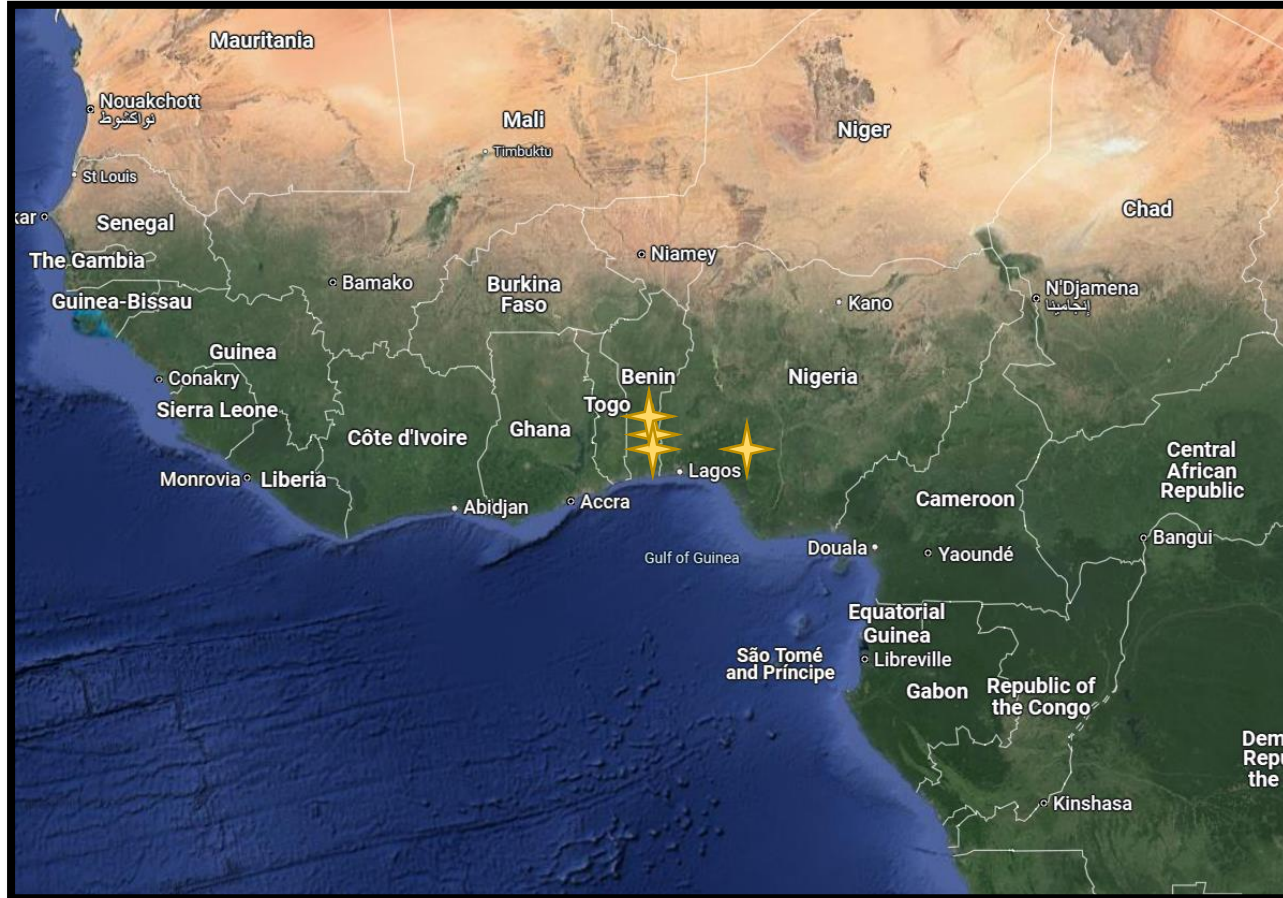 Mauritania
Nouakchott
نواكشوط
Mali
Niger
Timbuktu
St Louis
Chad
kar
Senegal
The Gambia
Niamey
Bamako
Burkina
Faso
N'Djamena
إنجامينا
Guinea-Bissau
Kano
Guinea
Conakry
Benin
Nigeria
Sierra Leone
Togo
Côte d'Ivoire
Ghana
Central
African
Republic
Monrovia
Liberia
Lagos
Abidjan
Accra
Cameroon
Bangui
Gulf of Guinea
Douala
Yaoundé
Equatorial
Guinea
São Tomé
and Príncipe
Libreville
Gabon
Republic of
the Congo
Dem
Repu
the
Kinshasa